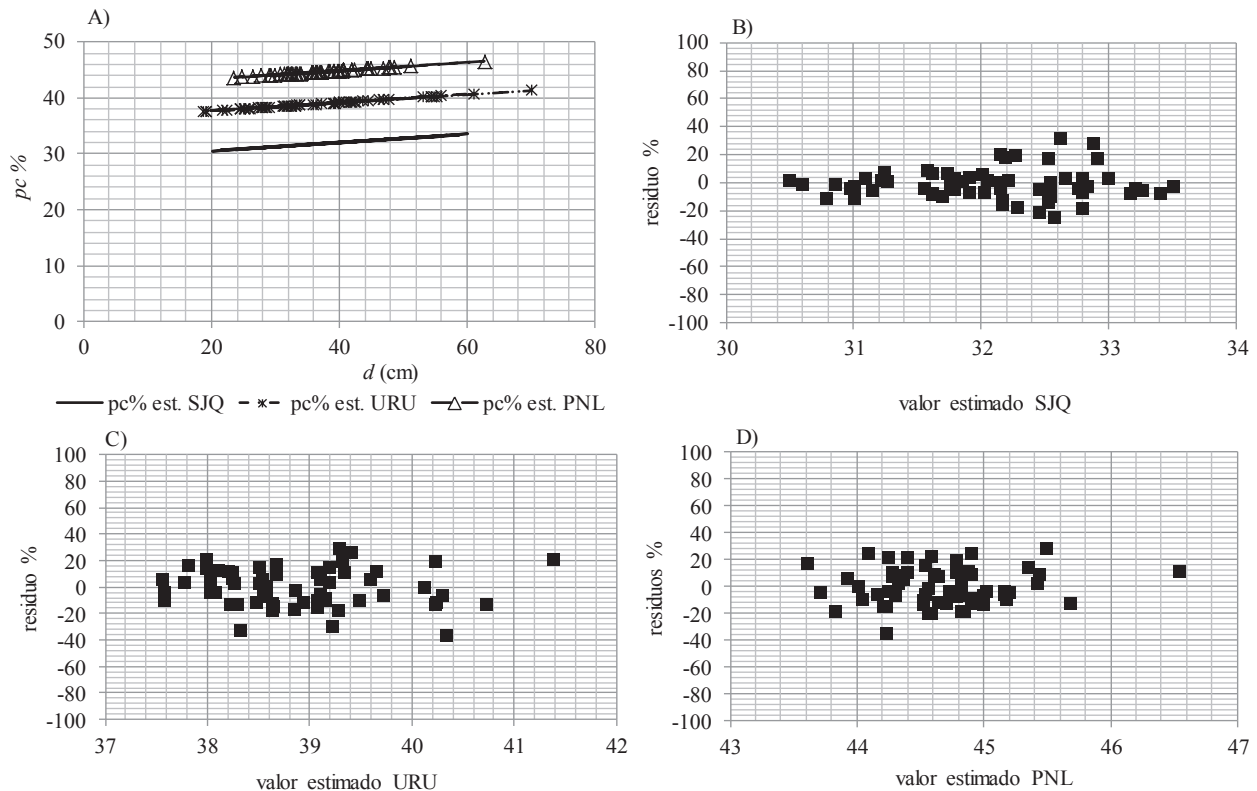 A)
50
40
30
20
10
0
pc %
0 20 40 60 80
d (cm)
pc% est. SJQ pc% est. URU pc% est. PNL
B)
100
80
60
40
20
0
-20
-40
-60
-80
-100
residuo %
30 31 32 33 34
valor estimado SJQ
C)
100
80
60
40
20
0
-20
-40
-60
-80
-100
residuo %
37 38 39 40 41 42
valor estimado URU
D)
100
80
60
40
20
0
-20
-40
-60
-80
-100
residuos %
43 44 45 46 47
valor estimado PNL